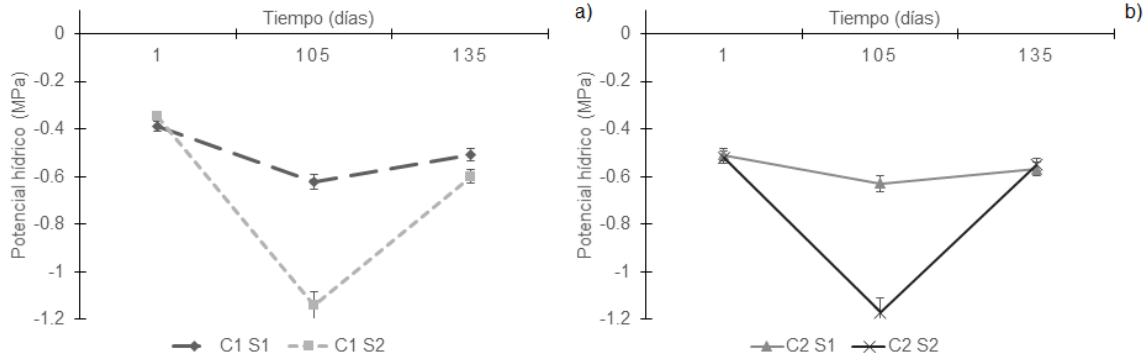 Tiempo (días)
a)
0
1
105
135
-0.2
-0.4
-0.6
-0.8
-1
-1.2
Potencial hídrico (MPa)
C1 S1
C1 S2
Tiempo (días)
b)
0
1
105
135
-0.2
-0.4
-0.6
-0.8
-1
-1.2
Potencial hídrico (MPa)
C2 S1
C2 S2